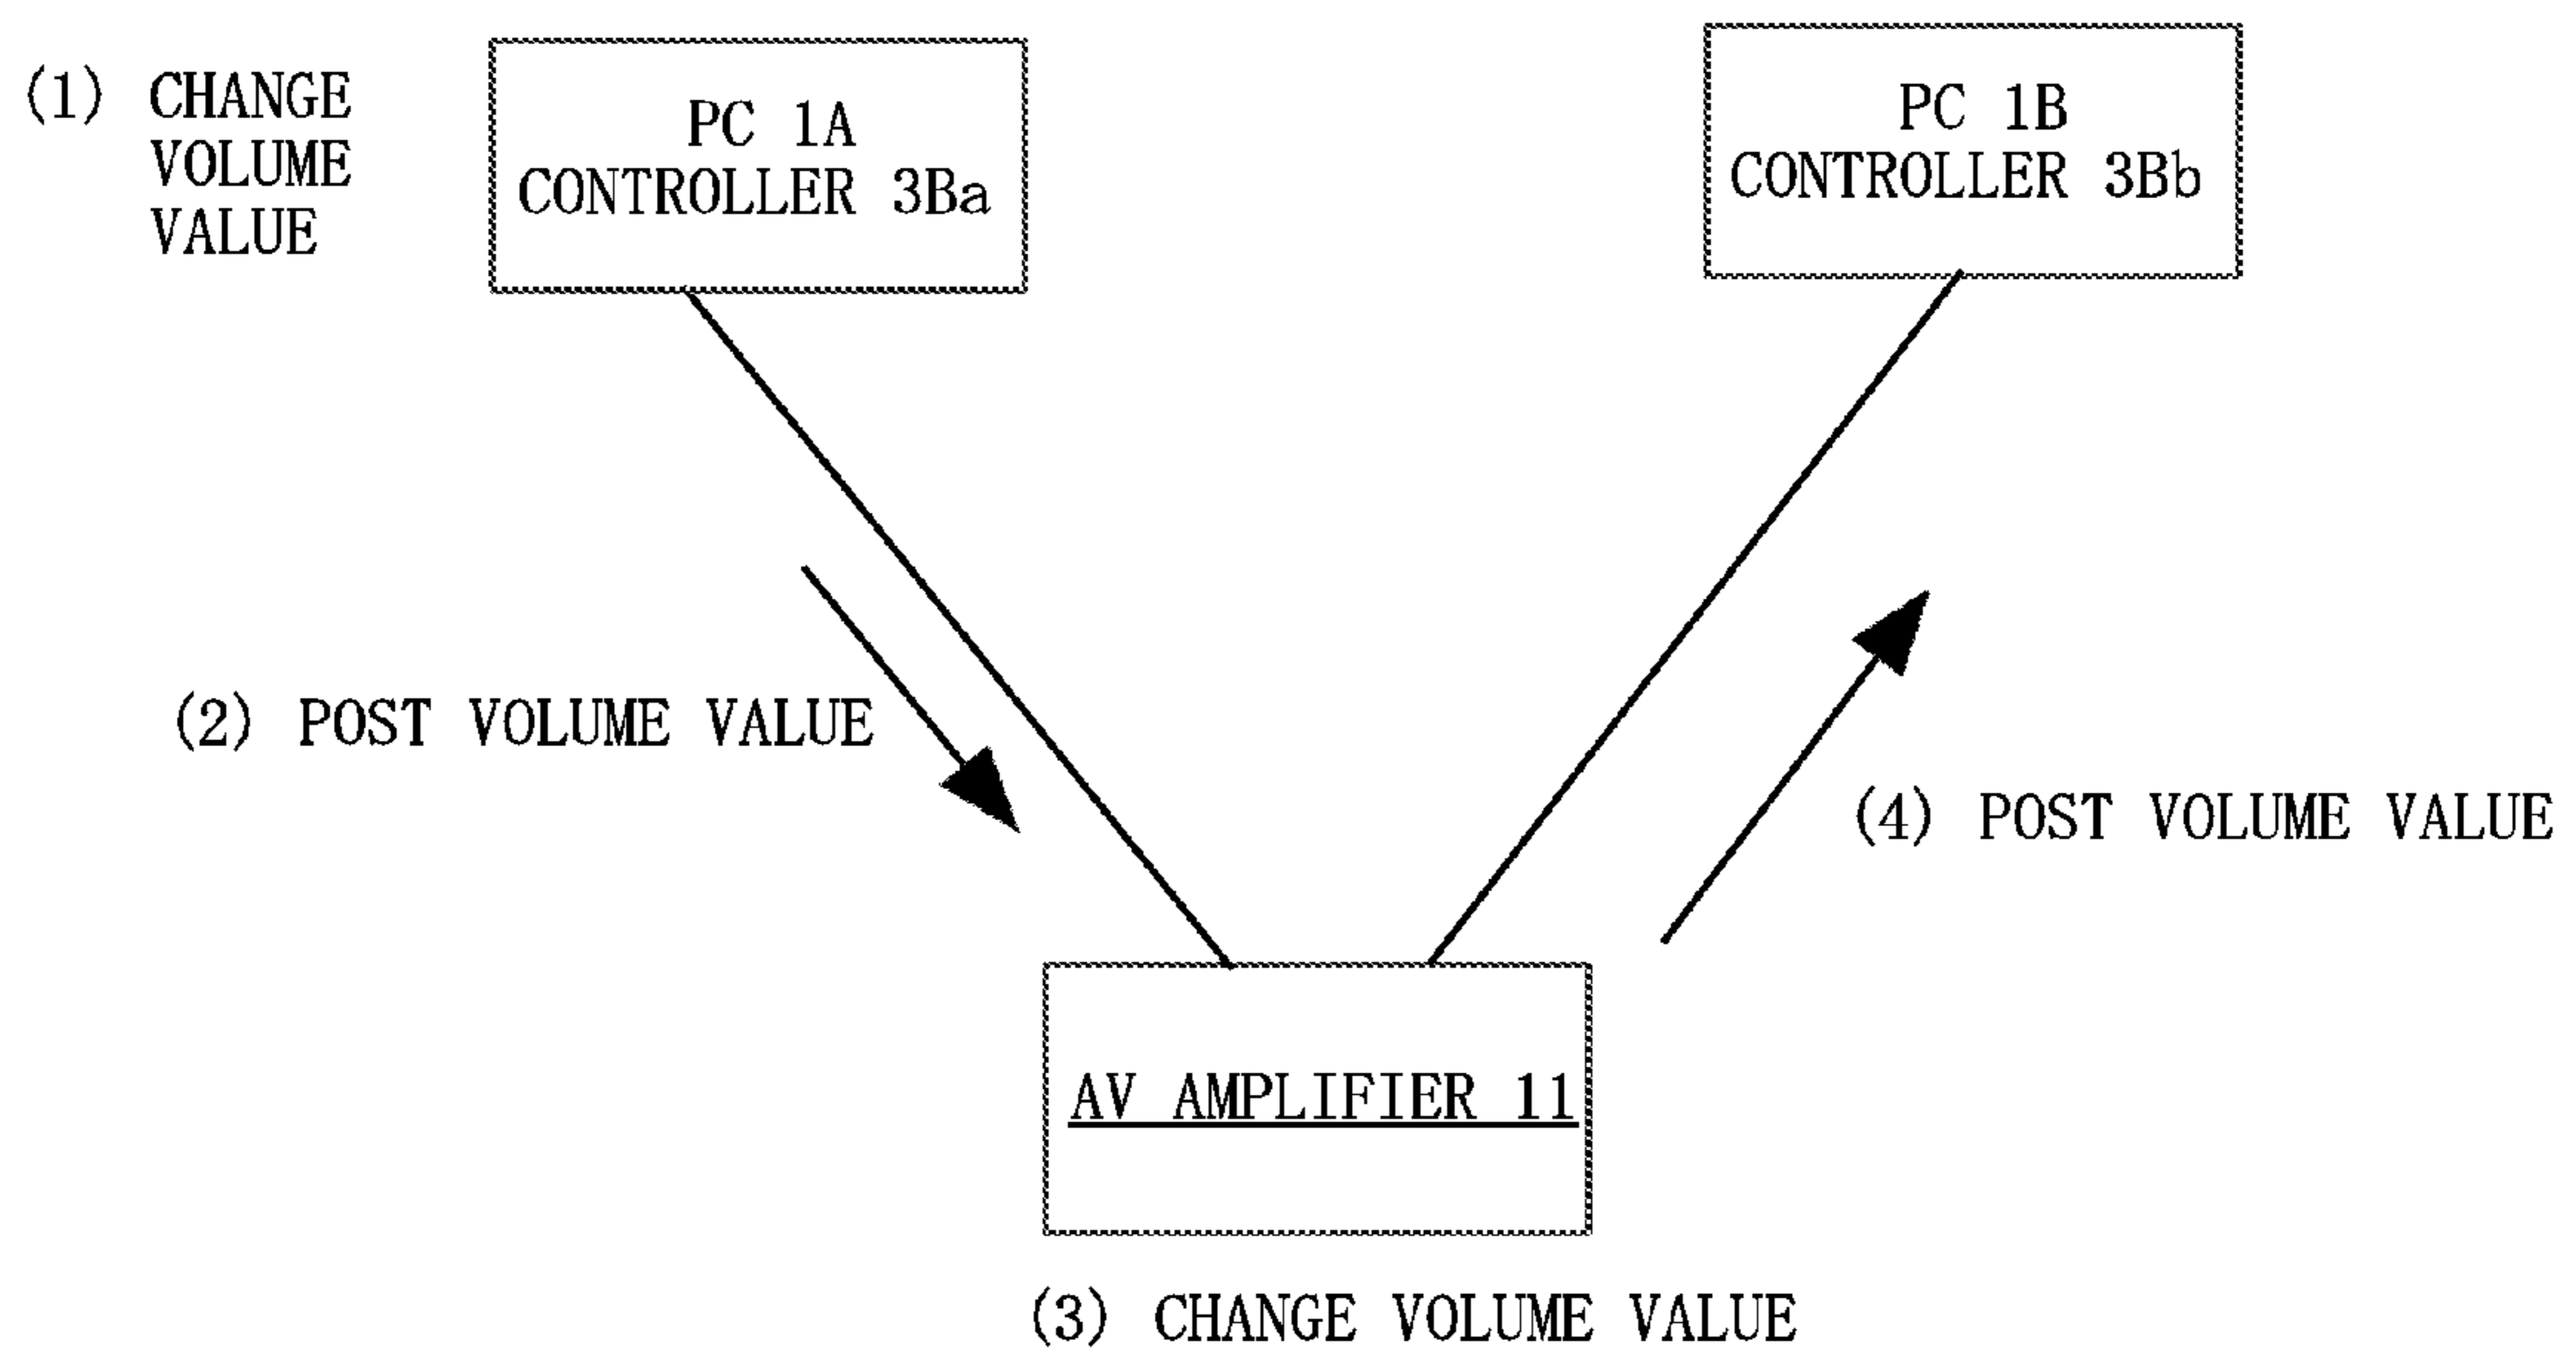 (1) CHANGE
VOLUME
VALUE
PC 1A
CONTROLLER 3Ba
PC 1B
CONTROLLER 3Bb
(2) POST VOLUME VALUE
(4) POST VOLUME VALUE
AV AMPLIFIER 11
(3) CHANGE VOLUME VALUE